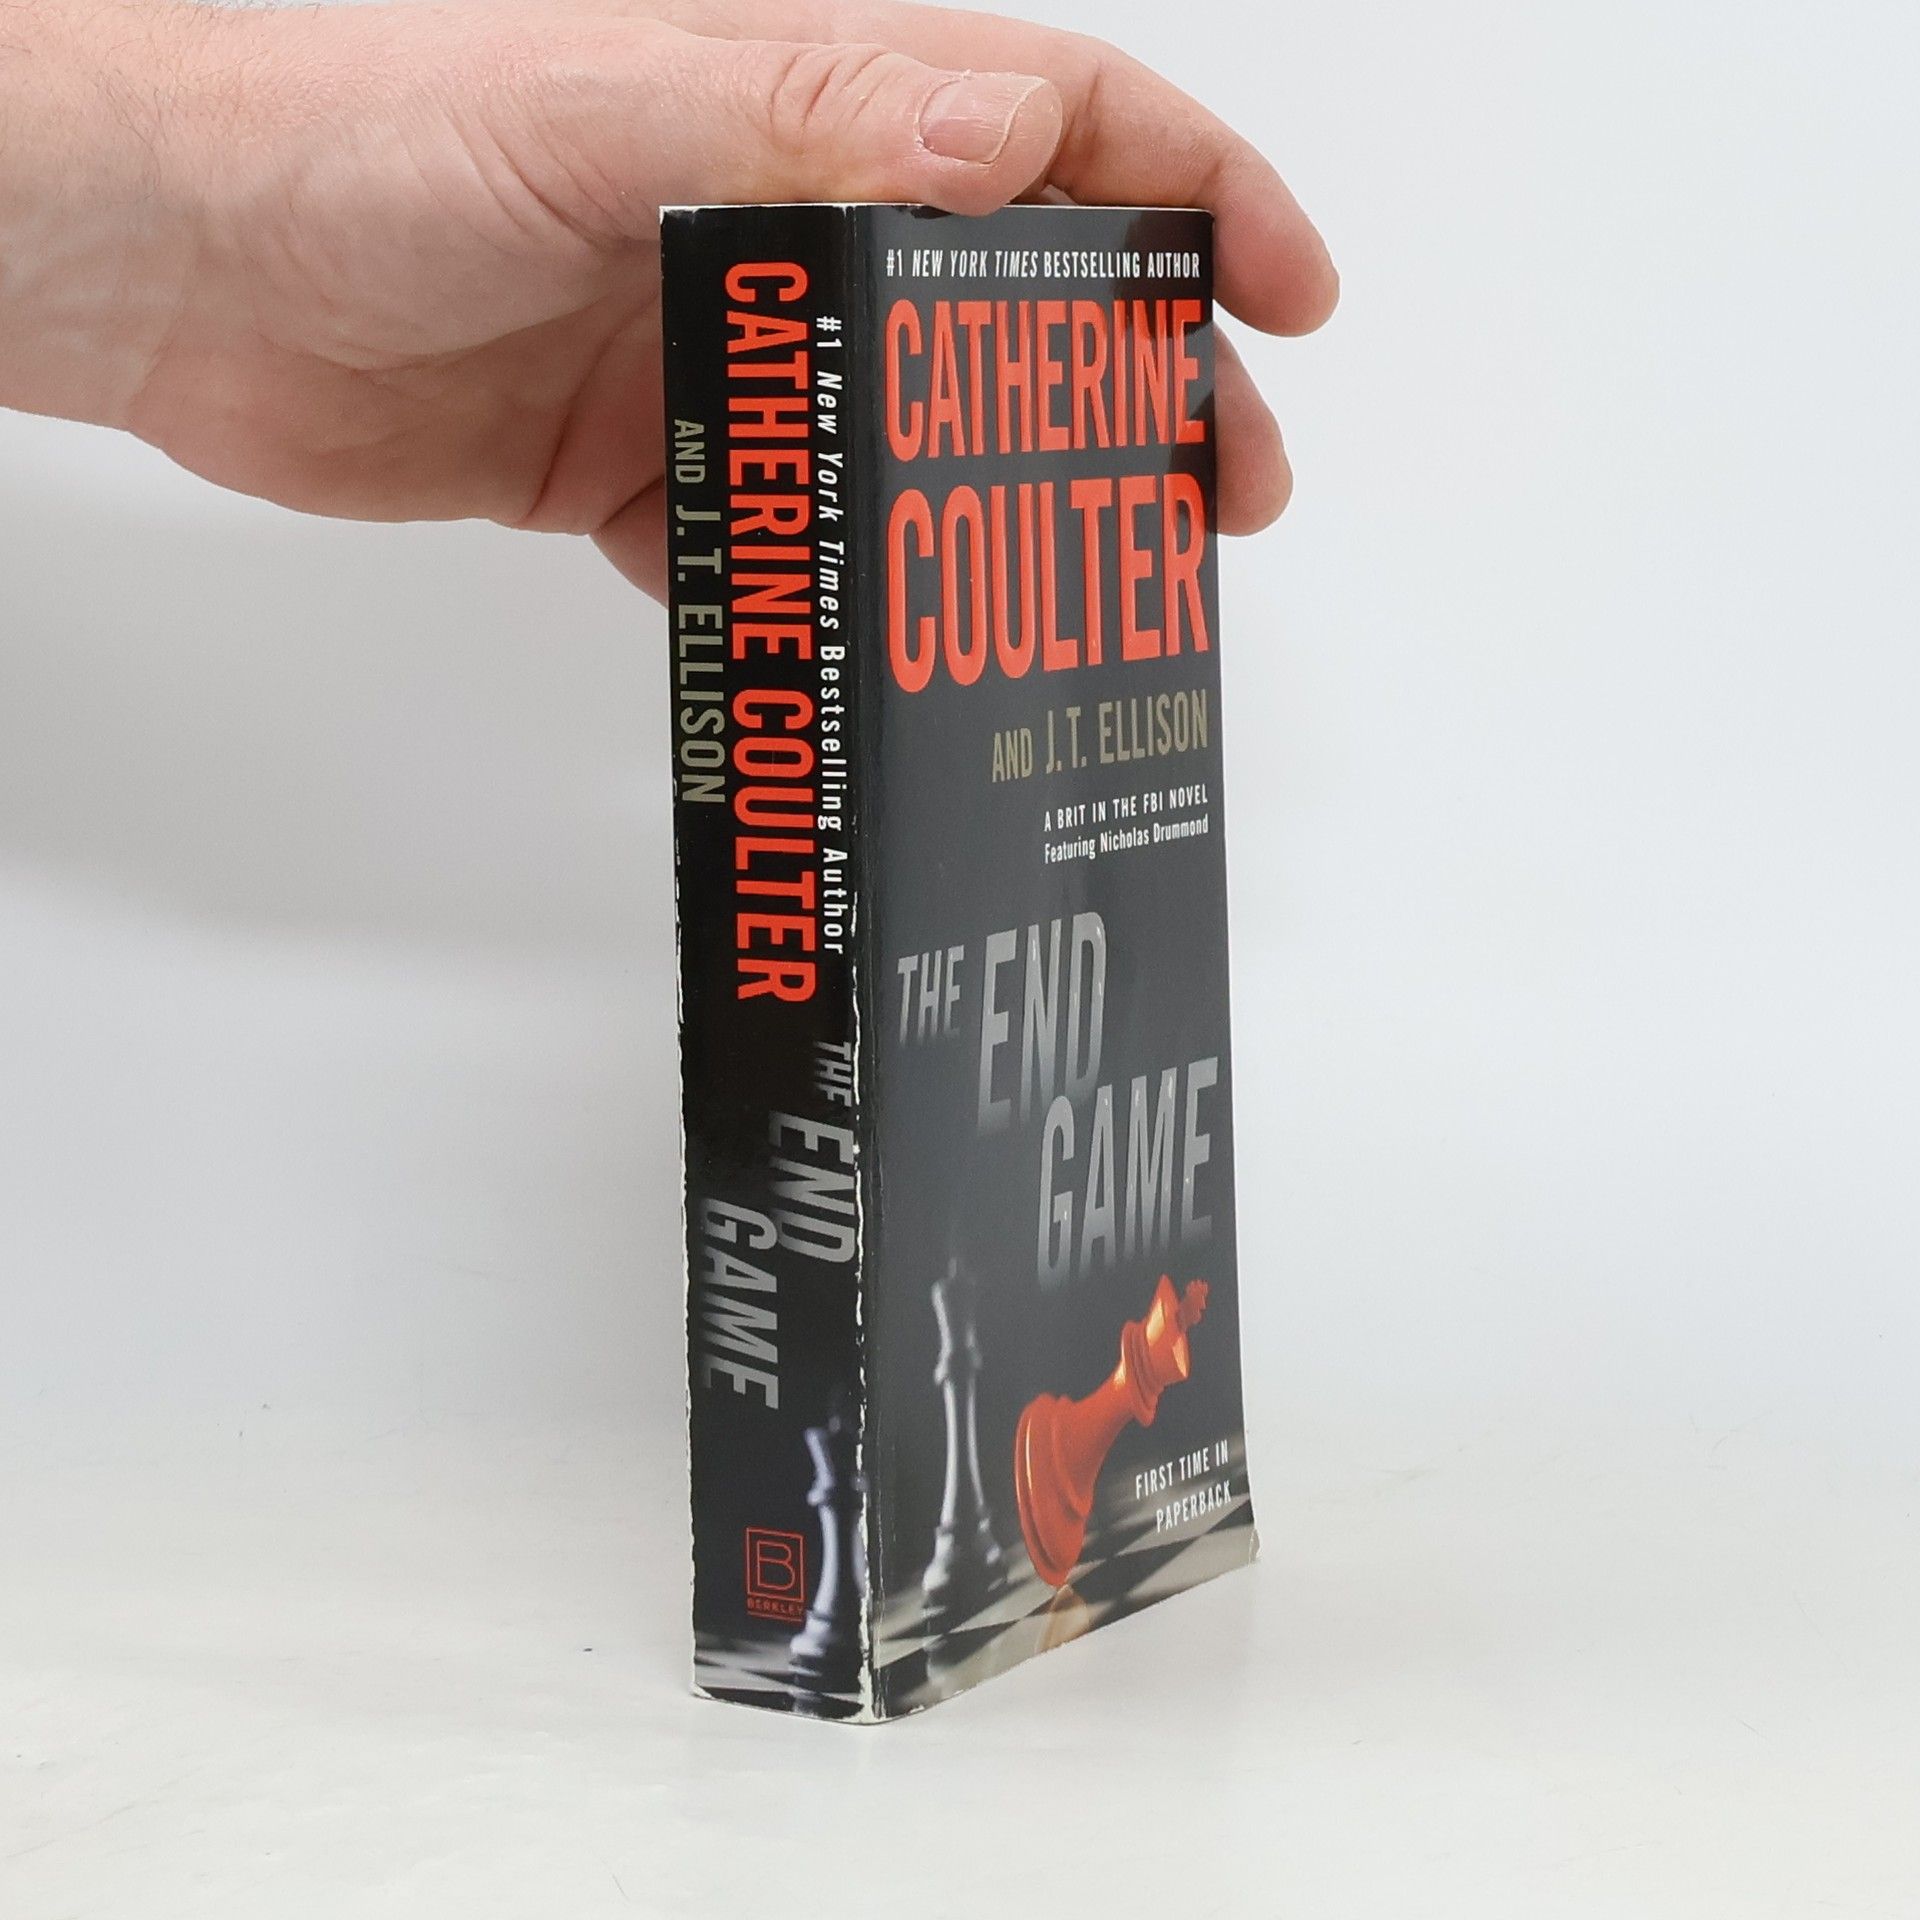 #1 New York Times Bestselling Author
CATHERINE COULTER
AND J. T. ELLISON
THE END
GAME
B
BERKLEY
#1 NEW YORK TIMES BESTSELLING AUTHOR
CATHERINE
COULTER
AND J.T. ELLISON
A BRIT IN THE FBI NOVEL
Featuring Nicholas Drummond
THE END
GAME
FIRST TIME IN
PAPERBACK